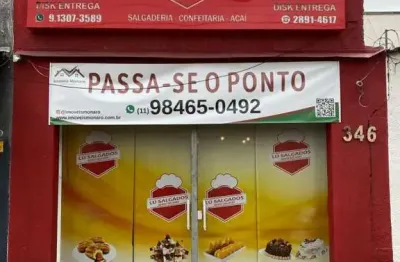 DISK ENTREGA
9.1307-3589
SALGADERIA - CONFEITARIA - AÇAÍ
DISK ENTREGA
2891-4617
PASSA-SE O PONTO
(11) 98465-0492
346
LU SALGADOS
LU SALGADOS
LU SALGADOS
LU SALGADOS